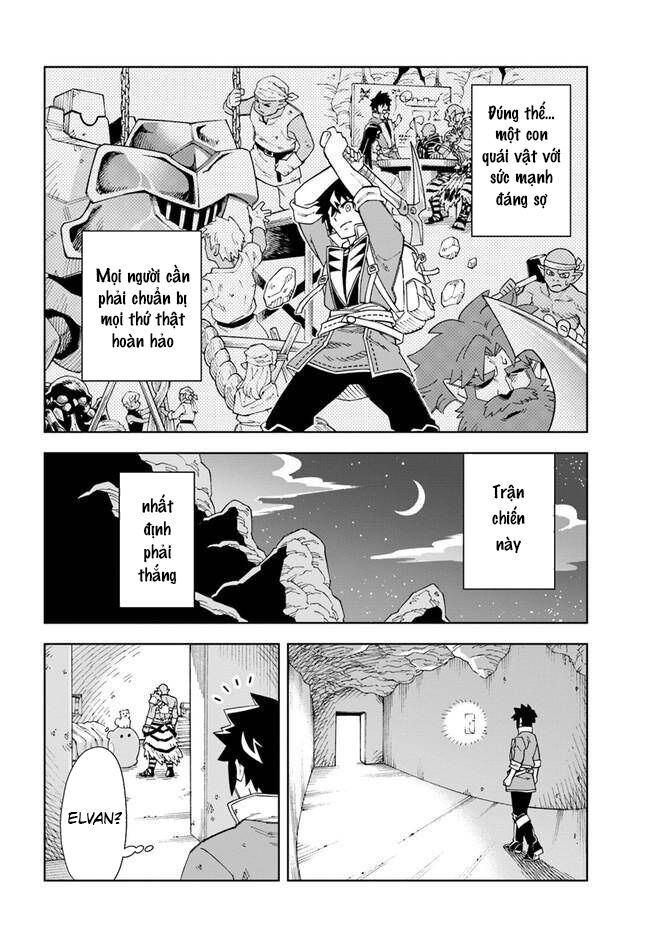 Đúng thế...
một con
quái vật với
sức mạnh
đáng sợ
Mọi người cần
phải chuẩn bị
mọi thứ thật
hoàn hảo
Trận
chiến
này
nhất
định
phải
thắng
ELVAN?